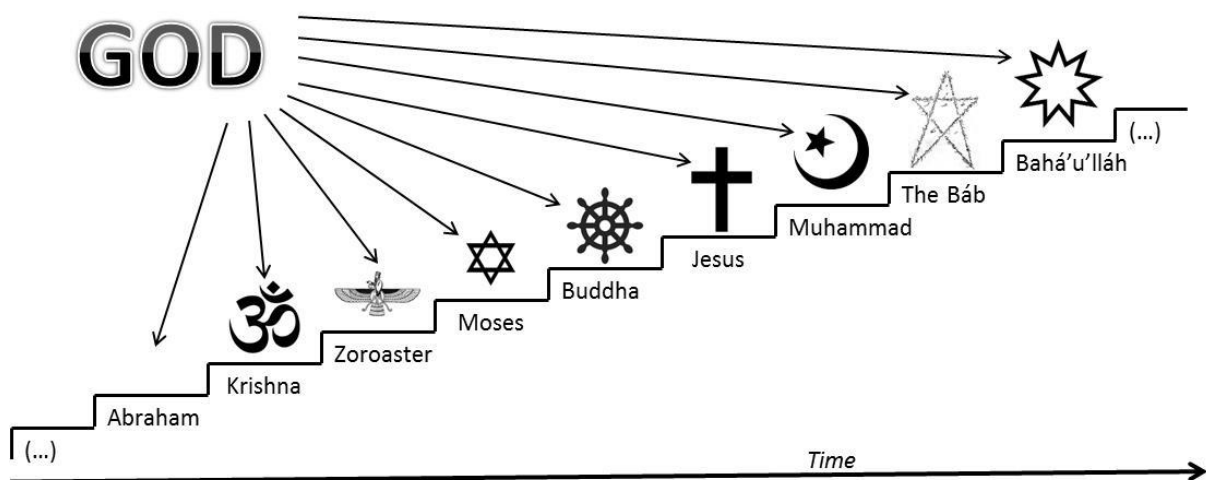 GOD
(...)
Abraham
Krishna
Zoroaster
Moses
Buddha
Jesus
Muhammad
The Báb
Bahá’u’lláh
(...)
Time